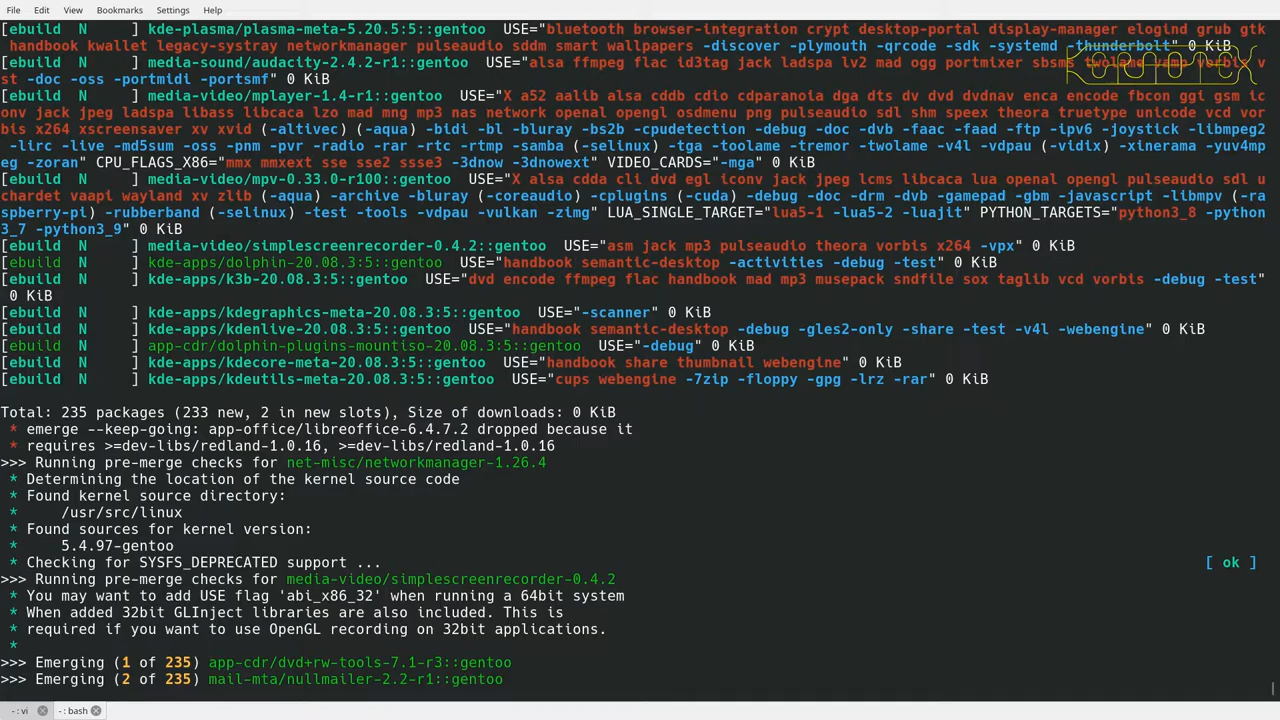 File Edit View Bookmarks Settings Help
[ebuild  N     ] kde-plasma/plasma-meta-5.20.5:5::gentoo  USE="bluetooth browser-integration crypt desktop-portal display-manager elogind grub gtk
 handbook kwallet legacy-systray networkmanager pulseaudio sddm smart wallpapers -discover -plymouth -qrcode -sdk -systemd -thunderbolt" 0 KiB
[ebuild  N     ] media-sound/audacity-2.4.2-r1::gentoo  USE="alsa ffmpeg flac id3tag jack ladspa lv2 mad ogg portmixer sbsms twolame vamp vorbis v
st -doc -oss -portmidi -portsmf" 0 KiB
[ebuild  N     ] media-video/mplayer-1.4-r1::gentoo  USE="X a52 aalib alsa cddb cdio cdparanoia dga dts dv dvd dvdnav enca encode fbcon ggi gsm ic
onv jack jpeg ladspa libass libcaca lzo mad mng mp3 nas network openal opengl osdmenu png pulseaudio sdl shm speex theora truetype unicode vcd vor
bis x264 xscreensaver xv xvid (-altivec) (-aqua) -bidi -bl -bluray -bs2b -cpudetection -debug -doc -dvb -faac -faad -ftp -ipv6 -joystick -libmpeg2
 -lirc -live -md5sum -oss -pnm -pvr -radio -rar -rtc -rtmp -samba (-selinux) -tga -toolame -tremor -twolame -v4l -vdpau (-vidix) -xinerama -yuv4mp
eg -zoran" CPU_FLAGS_X86="mmx mmxext sse sse2 ssse3 -3dnow -3dnowext" VIDEO_CARDS="-mga" 0 KiB
[ebuild  N     ] media-video/mpv-0.33.0-r100::gentoo  USE="X alsa cdda cli dvd egl iconv jack jpeg lcms libcaca lua openal opengl pulseaudio sdl u
chardet vaapi wayland xv zlib (-aqua) -archive -bluray (-coreaudio) -cplugins (-cuda) -debug -doc -drm -dvb -gamepad -gbm -javascript -libmpv (-ra
spberry-pi) -rubberband (-selinux) -test -tools -vdpau -vulkan -zimg" LUA_SINGLE_TARGET="lua5-1 -lua5-2 -luajit" PYTHON_TARGETS="python3_8 -python
3_7 -python3_9" 0 KiB
[ebuild  N     ] media-video/simplescreenrecorder-0.4.2::gentoo  USE="asm jack mp3 pulseaudio theora vorbis x264 -vpx" 0 KiB
[ebuild  N     ] kde-apps/dolphin-20.08.3:5::gentoo  USE="handbook semantic-desktop -activities -debug -test" 0 KiB
[ebuild  N     ] kde-apps/k3b-20.08.3:5::gentoo  USE="dvd encode ffmpeg flac handbook mad mp3 musepack sndfile sox taglib vcd vorbis -debug -test"
 0 KiB
[ebuild  N     ] kde-apps/kdegraphics-meta-20.08.3:5::gentoo  USE="-scanner" 0 KiB
[ebuild  N     ] kde-apps/kdenlive-20.08.3:5::gentoo  USE="handbook semantic-desktop -debug -gles2-only -share -test -v4l -webengine" 0 KiB
[ebuild  N     ] app-cdr/dolphin-plugins-mountiso-20.08.3:5::gentoo  USE="-debug" 0 KiB
[ebuild  N     ] kde-apps/kdecore-meta-20.08.3:5::gentoo  USE="handbook share thumbnail webengine" 0 KiB
[ebuild  N     ] kde-apps/kdeutils-meta-20.08.3:5::gentoo  USE="cups webengine -7zip -floppy -gpg -lrz -rar" 0 KiB
Total: 235 packages (233 new, 2 in new slots), Size of downloads: 0 KiB
 * emerge --keep-going: app-office/libreoffice-6.4.7.2 dropped because it
 * requires >=dev-libs/redland-1.0.16, >=dev-libs/redland-1.0.16
>>> Running pre-merge checks for net-misc/networkmanager-1.26.4
 * Determining the location of the kernel source code
 * Found kernel source directory:
 *     /usr/src/linux
 * Found sources for kernel version:
 *     5.4.97-gentoo
 * Checking for SYSFS_DEPRECATED support ... [ ok ]
>>> Running pre-merge checks for media-video/simplescreenrecorder-0.4.2
 * You may want to add USE flag 'abi_x86_32' when running a 64bit system
 * When added 32bit GLInject libraries are also included. This is
 * required if you want to use OpenGL recording on 32bit applications.
 *
>>> Emerging (1 of 235) app-cdr/dvd+rw-tools-7.1-r3::gentoo
>>> Emerging (2 of 235) mail-mta/nullmailer-2.2-r1::gentoo
- : vi - : bash